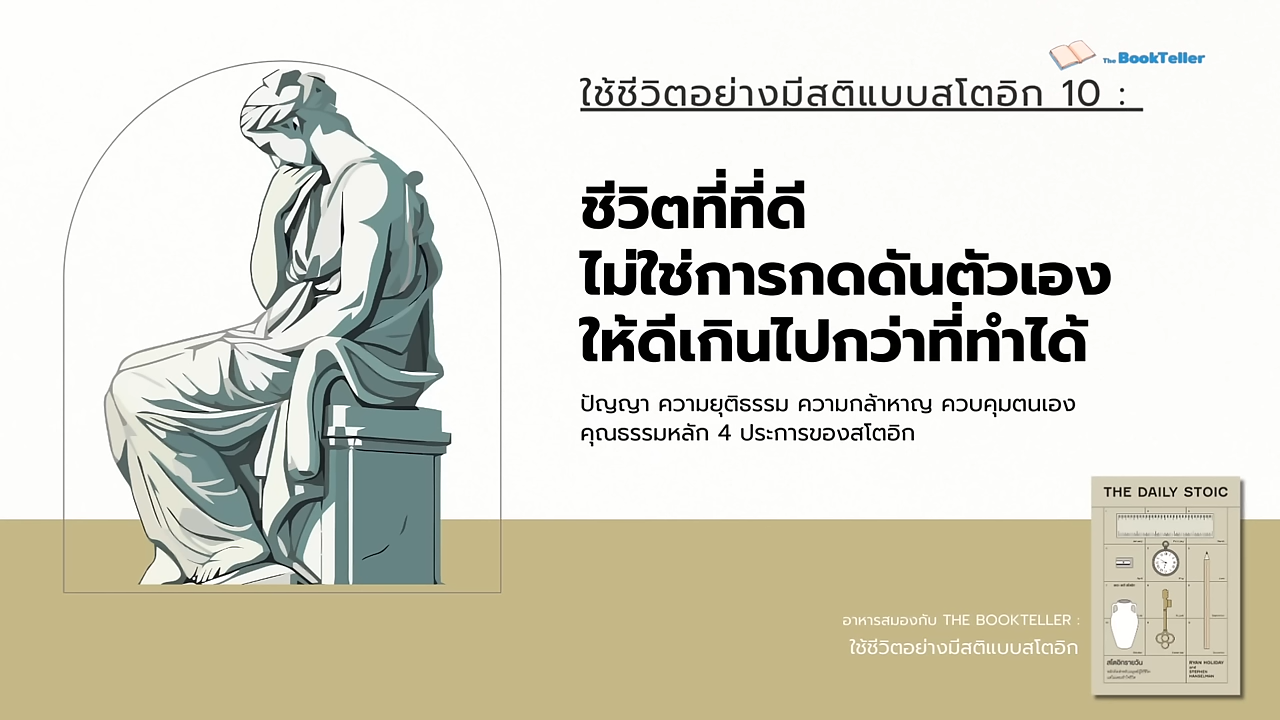 The BookTeller
ใช้ชีวิตอย่างมีสติแบบสโตอิก 10 :
ชีวิตที่ที่ดี
ไม่ใช่การกดดันตัวเอง
ให้ดีเกินไปกว่าที่ทำได้
ปัญญา ความยุติธรรม ความกล้าหาญ ควบคุมตนเอง
คุณธรรมหลัก 4 ประการของสโตอิก
THE DAILY STOIC
สโตอิกรายวัน
RYAN HOLIDAY
and
STEPHEN
HANSELMAN
อาหารสมองกับ THE BOOKTELLER :
ใช้ชีวิตอย่างมีสติแบบสโตอิก